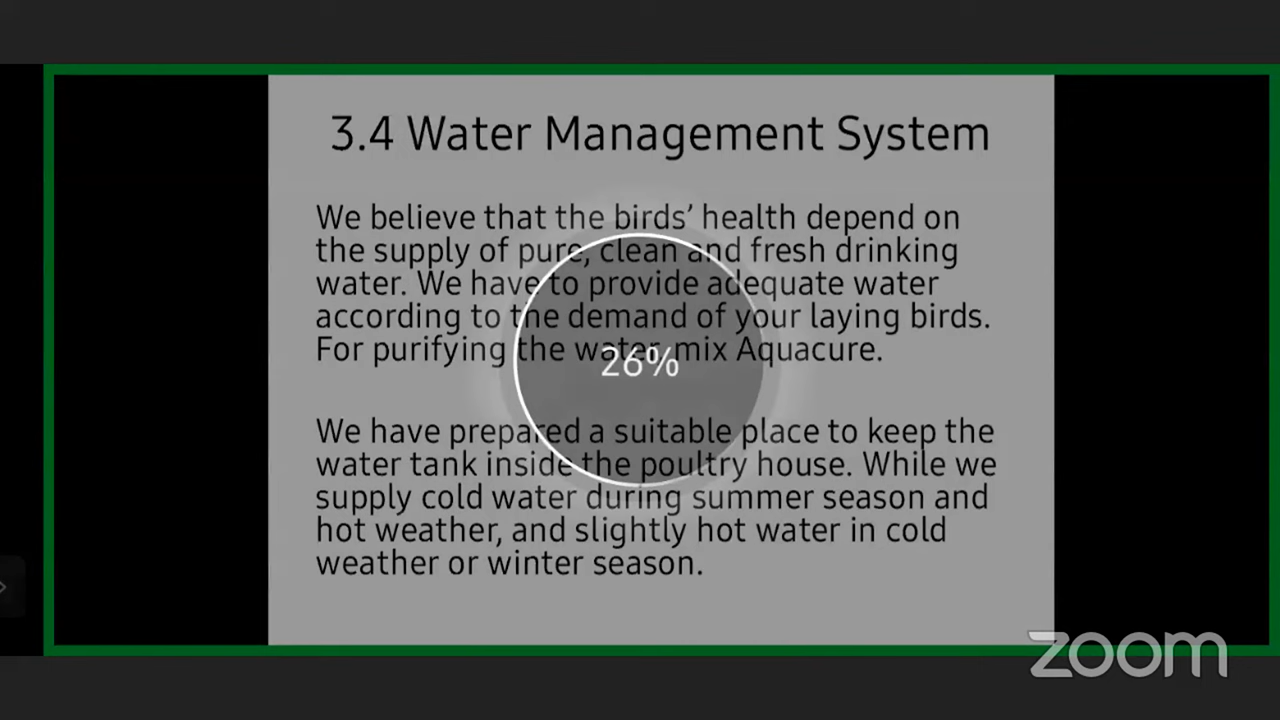 3.4 Water Management System
We believe that the birds’ health depend on
the supply of pure, clean and fresh drinking
water. We have to provide adequate water
according to the demand of your laying birds.
For purifying the water, mix Aquacure.
26%
We have prepared a suitable place to keep the
water tank inside the poultry house. While we
supply cold water during summer season and
hot weather, and slightly hot water in cold
weather or winter season.
zoom